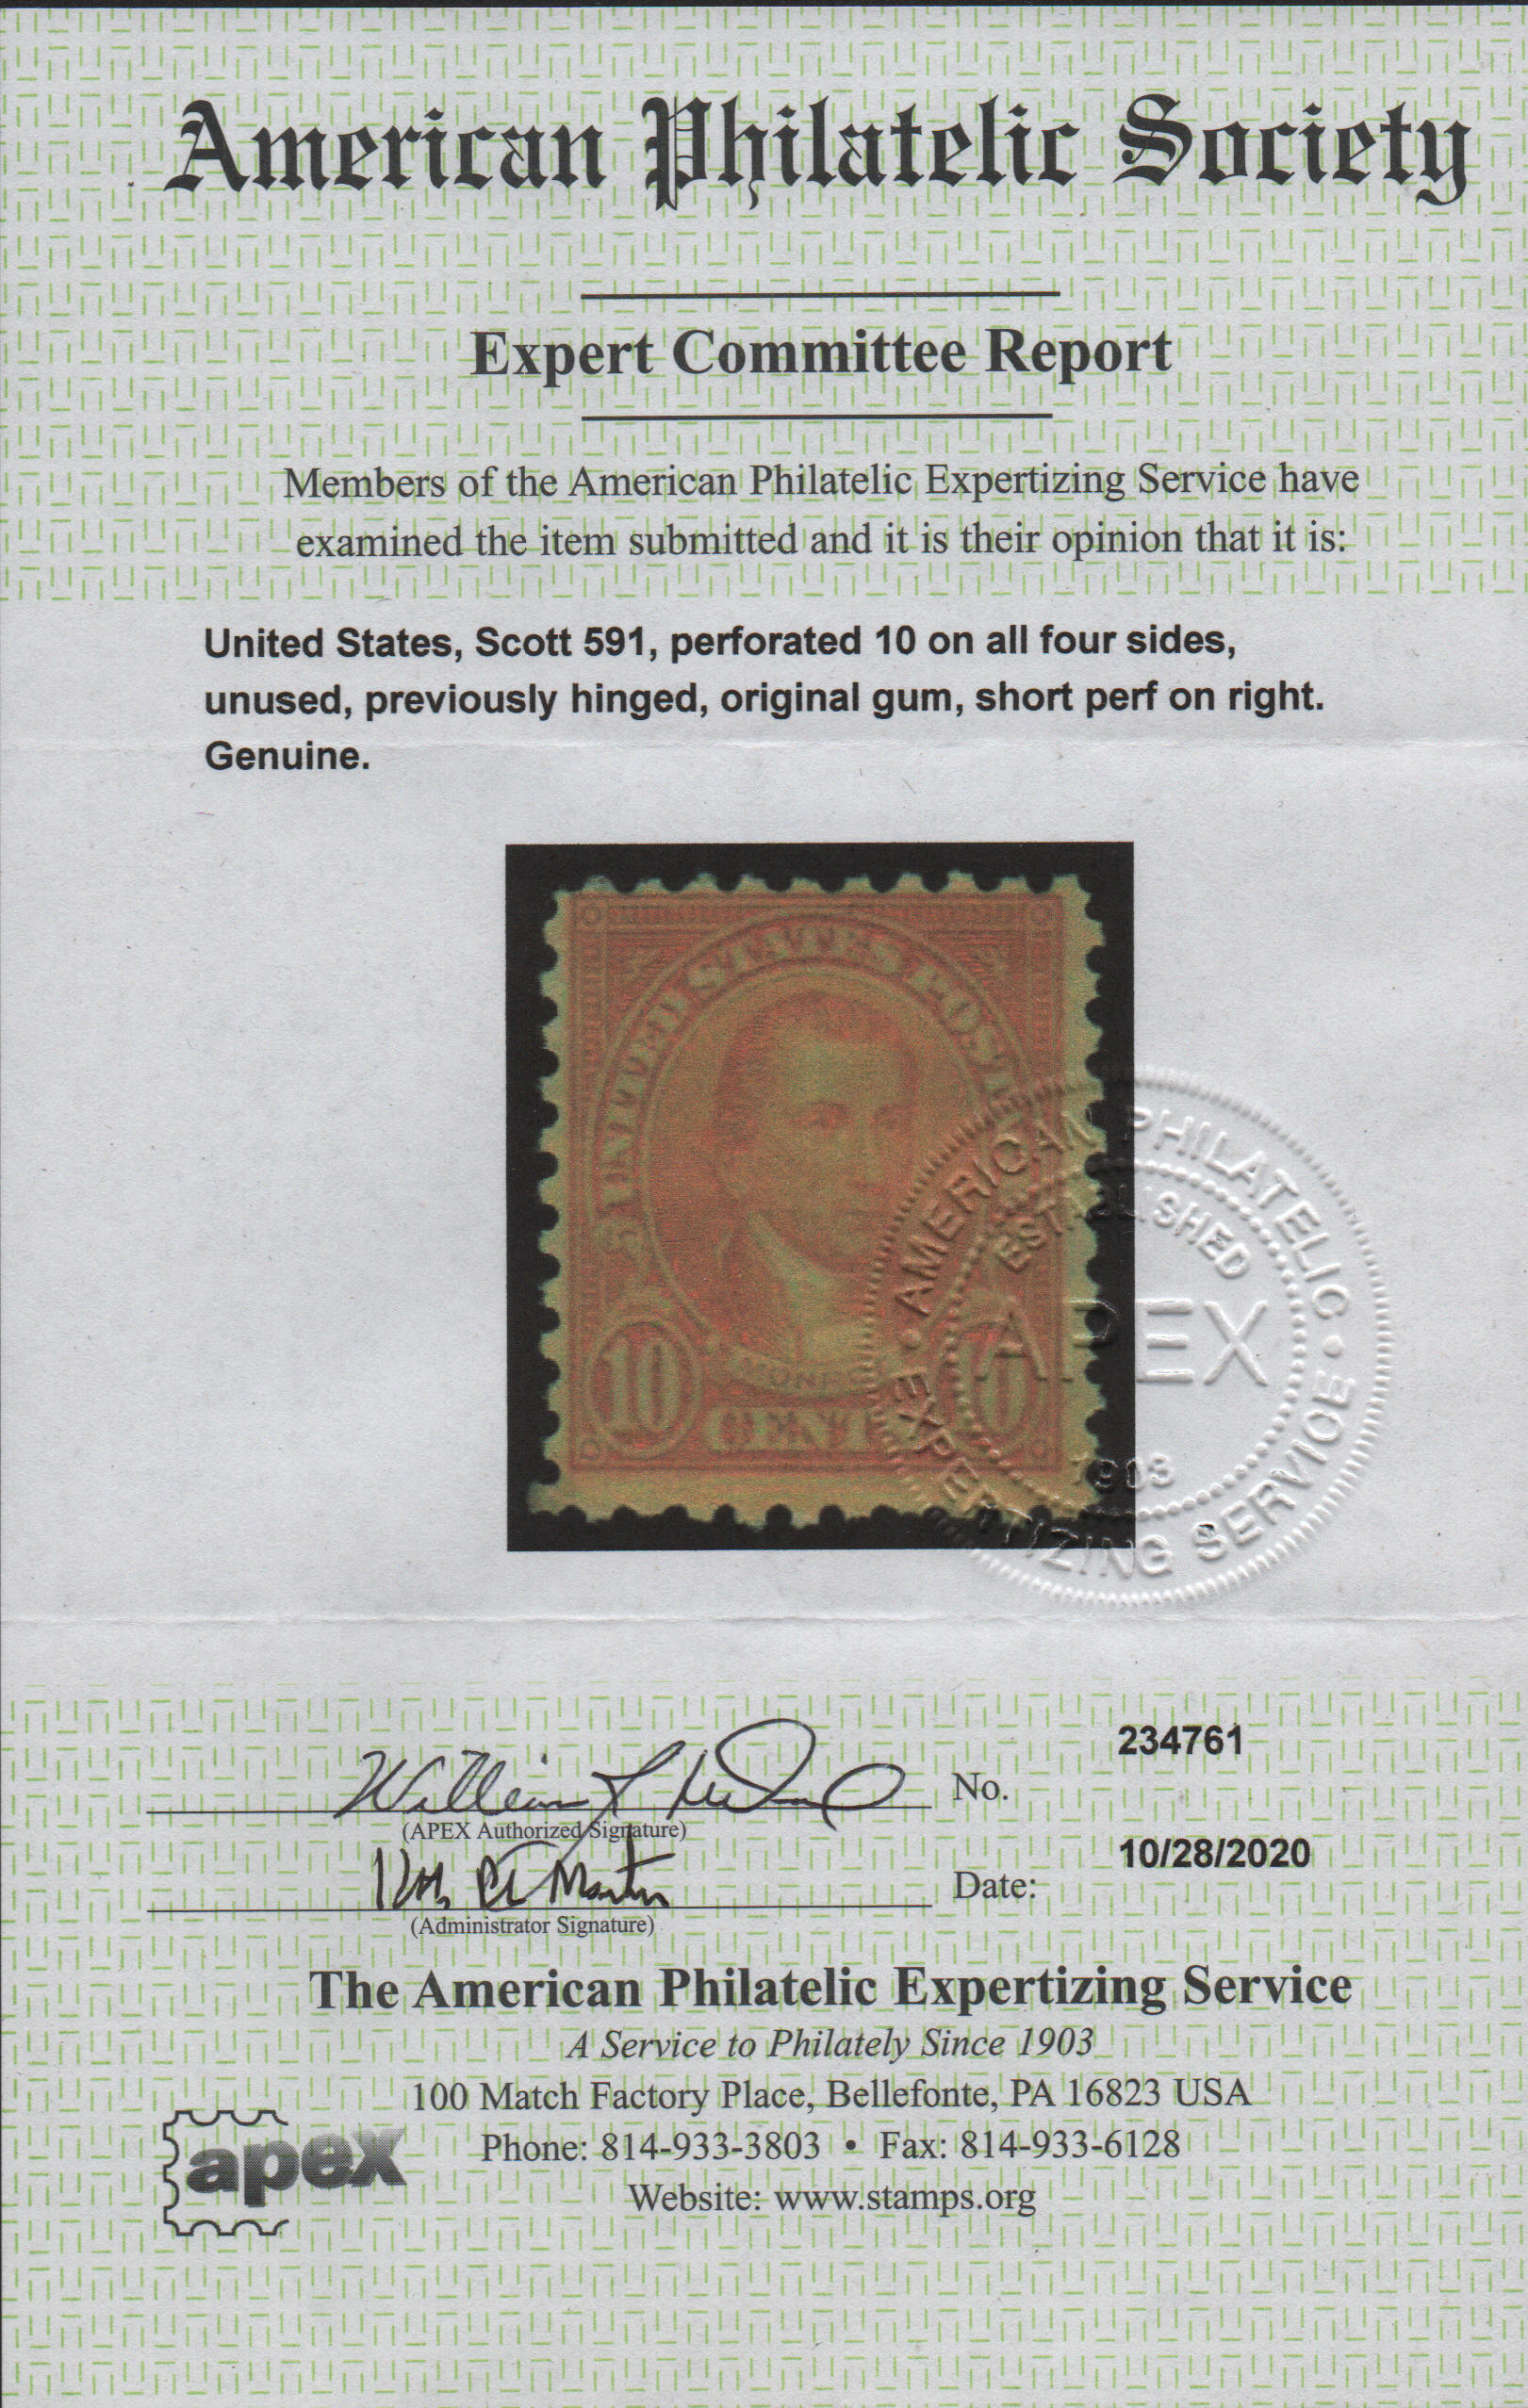 American Philatelic Society
Expert Committee Report
Members of the American Philatelic Expertizing Service have
examined the item submitted and it is their opinion that it is:
United States, Scott 591, perforated 10 on all four sides,
unused, previously hinged, original gum, short perf on right.
Genuine.
UNITED STATES POST
10
CENT
AMERICAN PHILATELIC
ESTABLISHED
APEX
1903
EXPERTIZING SERVICE
234761
William
No.
(APEX Authorized Signature)
10/28/2020
Martin
Date:
(Administrator Signature)
The American Philatelic Expertizing Service
A Service to Philately Since 1903
100 Match Factory Place, Bellefonte, PA 16823 USA
apex
Phone: 814-933-3803 • Fax: 814-933-6128
Website: www.stamps.org